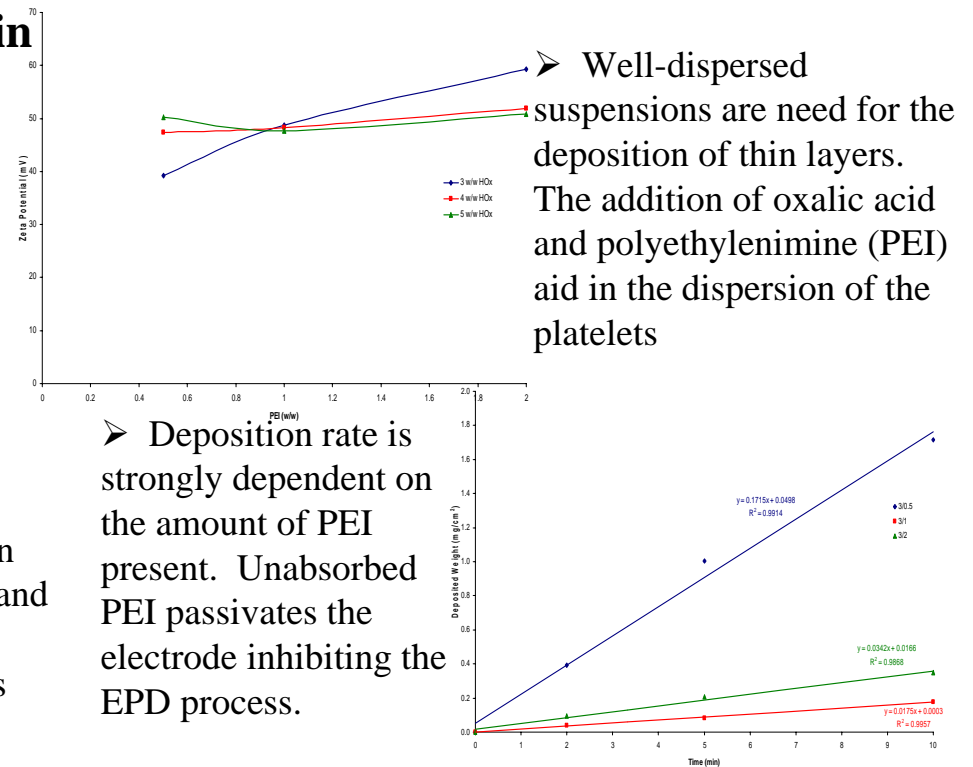 in
70
60
50
40
30
20
10
0
Zeta Potential (mV)
0 0.2 0.4 0.6 0.8 1 1.2 1.4 1.6 1.8 2
PEI (w/w)
3 w/w HOx
4 w/w HOx
5 w/w HOx
➢ Well-dispersed
suspensions are need for the
deposition of thin layers.
The addition of oxalic acid
and polyethylenimine (PEI)
aid in the dispersion of the
platelets
➢ Deposition rate is
strongly dependent on
the amount of PEI
present. Unabsorbed
PEI passivates the
electrode inhibiting the
EPD process.
n
and
s
2.0
1.8
1.6
1.4
1.2
1.0
0.8
0.6
0.4
0.2
0.0
Deposited Weight (mg/cm²)
y = 0.1715x + 0.0498
R² = 0.9914
3/0.5
3/1
3/2
y = 0.0342x + 0.0166
R² = 0.9868
y = 0.0175x + 0.0003
R² = 0.9957
0 1 2 3 4 5 6 7 8 9 10
Time (min)